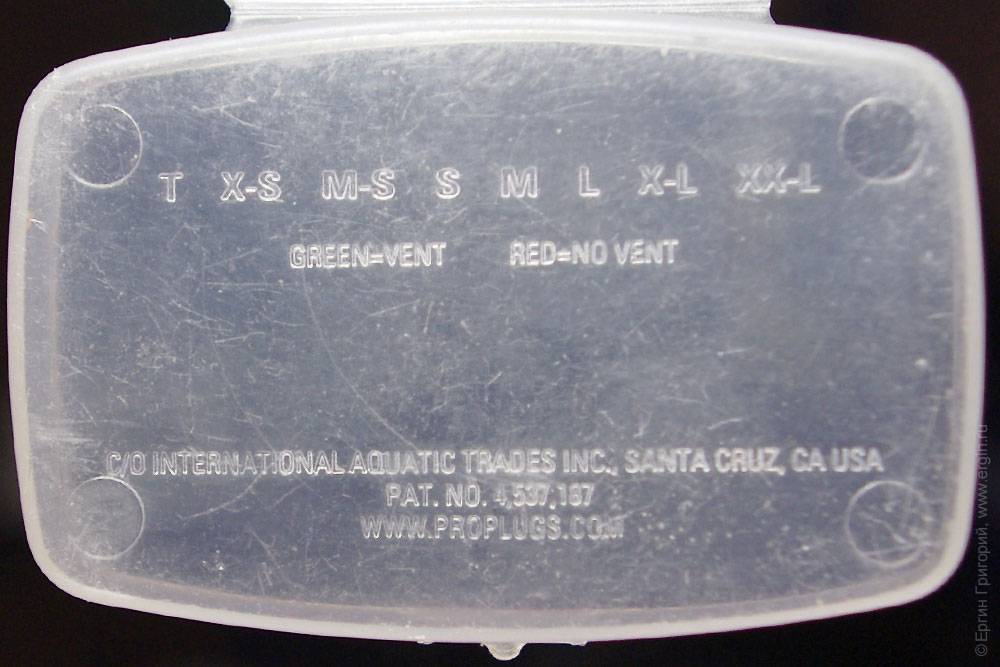 T X-S M-S S M L X-L XX-L
GREEN=VENT RED=NO VENT
C/O INTERNATIONAL AQUATIC TRADES INC., SANTA CRUZ, CA USA
PAT. NO. 4,537,187
WWW.PROPLUGS.COM
© Ергин Григорий, www.ergin.ru